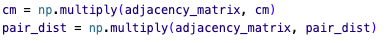 cm = np.multiply(adjacency_matrix, cm)
pair_dist = np.multiply(adjacency_matrix, pair_dist)